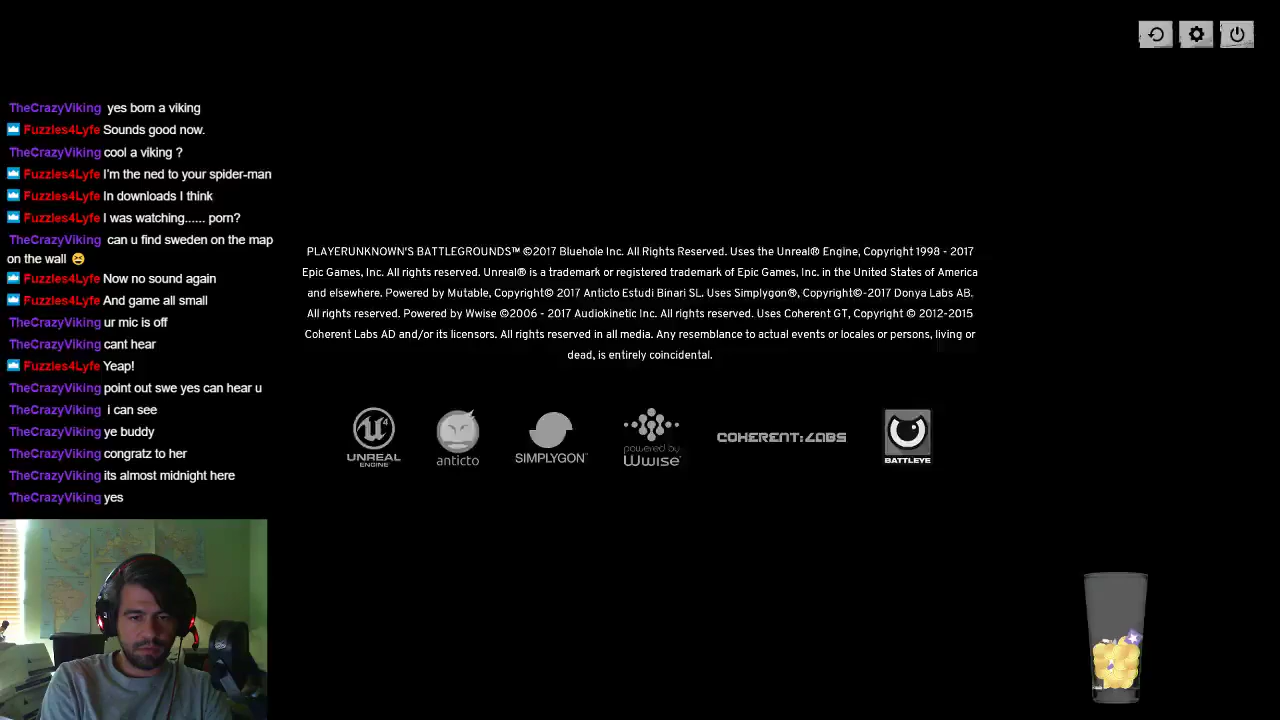 TheCrazyViking yes born a viking
Fuzzles4Lyfe Sounds good now.
TheCrazyViking cool a viking ?
Fuzzles4Lyfe I'm the ned to your spider-man
Fuzzles4Lyfe In downloads I think
Fuzzles4Lyfe I was watching...... porn?
TheCrazyViking can u find sweden on the map
on the wall 😆
Fuzzles4Lyfe Now no sound again
Fuzzles4Lyfe And game all small
TheCrazyViking ur mic is off
TheCrazyViking cant hear
Fuzzles4Lyfe Yeap!
TheCrazyViking point out swe yes can hear u
TheCrazyViking i can see
TheCrazyViking ye buddy
TheCrazyViking congratz to her
TheCrazyViking its almost midnight here
TheCrazyViking yes
PLAYERUNKNOWN'S BATTLEGROUNDS™ ©2017 Bluehole Inc. All Rights Reserved. Uses the Unreal® Engine, Copyright 1998 - 2017
Epic Games, Inc. All rights reserved. Unreal® is a trademark or registered trademark of Epic Games, Inc. in the United States of America
and elsewhere. Powered by Mutable, Copyright© 2017 Anticto Estudi Binari SL. Uses Simplygon®, Copyright©-2017 Donya Labs AB.
All rights reserved. Powered by Wwise ©2006 - 2017 Audiokinetic Inc. All rights reserved. Uses Coherent GT, Copyright © 2012-2015
Coherent Labs AD and/or its licensors. All rights reserved in all media. Any resemblance to actual events or locales or persons, living or
dead, is entirely coincidental.
UNREAL
ENGINE
anticto
SIMPLYGON™
powered by
Wwise
COHERENT:LABS
BATTLEYE